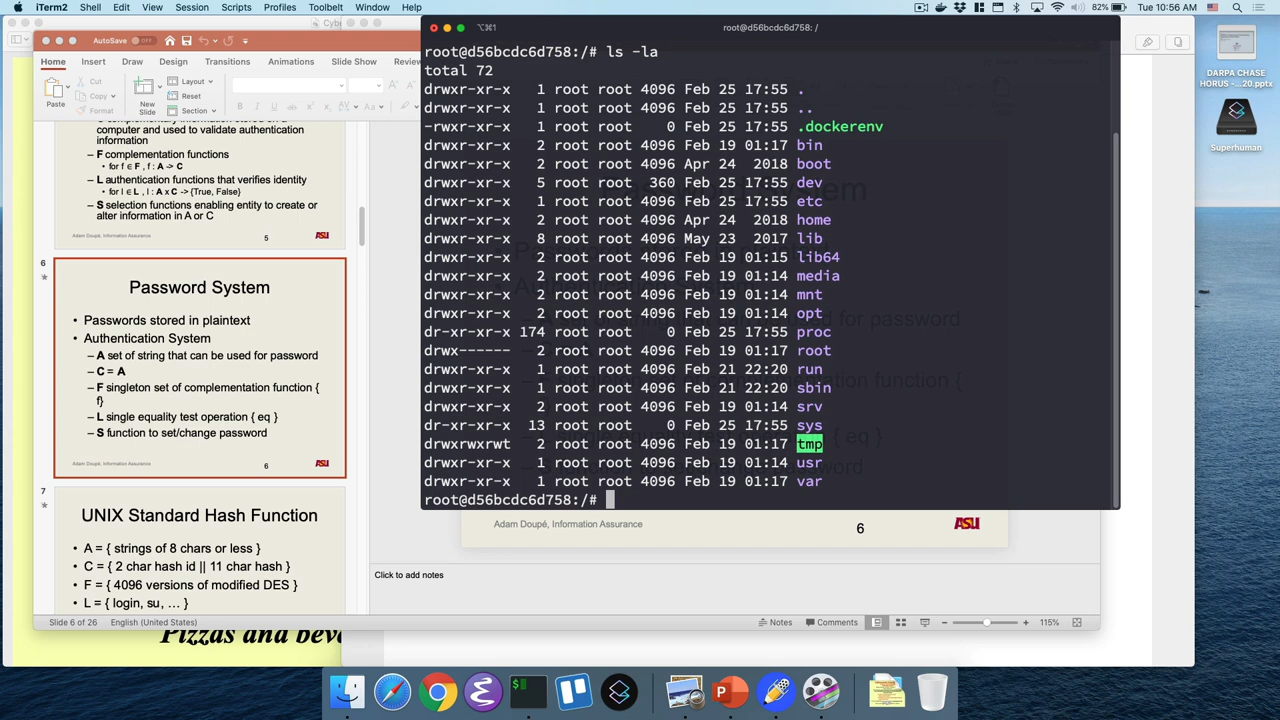 iTerm2 Shell Edit View Session Scripts Profiles Toolbelt Window Help
82% Tue 10:56 AM
Cybe
AutoSave OFF
Home Insert Draw Design Transitions Animations Slide Show Review
Paste
Cut
Copy
Format
New
Slide
Layout
Reset
Section
computer and used to validate authentication
information
– F complementation functions
• for f ∈ F , f : A -> C
– L authentication functions that verifies identity
• for l ∈ L , l : A x C -> {True, False}
– S selection functions enabling entity to create or
alter information in A or C
Adam Doupé, Information Assurance 5 ASU
6
Password System
• Passwords stored in plaintext
• Authentication System
– A set of string that can be used for password
– C = A
– F singleton set of complementation function {
f}
– L single equality test operation { eq }
– S function to set/change password
Adam Doupé, Information Assurance 6 ASU
7
UNIX Standard Hash Function
• A = { strings of 8 chars or less }
• C = { 2 char hash id || 11 char hash }
• F = { 4096 versions of modified DES }
• L = { login, su, … }
Slide 6 of 26 English (United States)
Pizzas and beve
⌥⌘1 root@d56bcdc6d758: /
root@d56bcdc6d758:/# ls -la
total 72
drwxr-xr-x 1 root root 4096 Feb 25 17:55 .
drwxr-xr-x 1 root root 4096 Feb 25 17:55 ..
-rwxr-xr-x 1 root root 0 Feb 25 17:55 .dockerenv
drwxr-xr-x 2 root root 4096 Feb 19 01:17 bin
drwxr-xr-x 2 root root 4096 Apr 24 2018 boot
drwxr-xr-x 5 root root 360 Feb 25 17:55 dev
drwxr-xr-x 1 root root 4096 Feb 25 17:55 etc
drwxr-xr-x 2 root root 4096 Apr 24 2018 home
drwxr-xr-x 8 root root 4096 May 23 2017 lib
drwxr-xr-x 2 root root 4096 Feb 19 01:15 lib64
drwxr-xr-x 2 root root 4096 Feb 19 01:14 media
drwxr-xr-x 2 root root 4096 Feb 19 01:14 mnt
drwxr-xr-x 2 root root 4096 Feb 19 01:14 opt
dr-xr-xr-x 174 root root 0 Feb 25 17:55 proc
drwx------ 2 root root 4096 Feb 19 01:17 root
drwxr-xr-x 1 root root 4096 Feb 21 22:20 run
drwxr-xr-x 1 root root 4096 Feb 21 22:20 sbin
drwxr-xr-x 2 root root 4096 Feb 19 01:14 srv
dr-xr-xr-x 13 root root 0 Feb 25 17:55 sys
drwxrwxrwt 2 root root 4096 Feb 19 01:17 tmp
drwxr-xr-x 1 root root 4096 Feb 19 01:14 usr
drwxr-xr-x 1 root root 4096 Feb 19 01:17 var
root@d56bcdc6d758:/#
Adam Doupé, Information Assurance 6 ASU
Click to add notes
Notes Comments 115%
DARPA CHASE
HORUS -...20.pptx
Superhuman